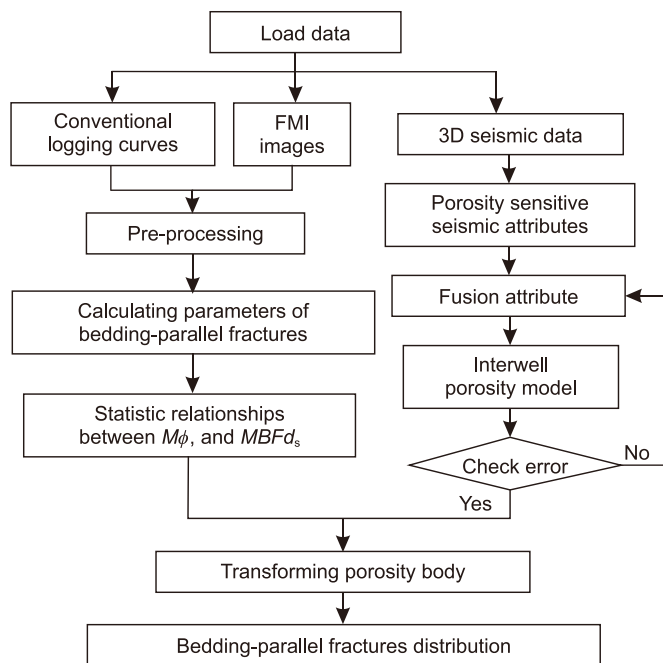 Load data
Conventional
logging curves
FMI
images
3D seismic data
Pre-processing
Porosity sensitive
seismic attributes
Calculating parameters of
bedding-parallel fractures
Fusion attribute
Interwell
porosity model
Statistic relationships
between Mϕ, and MBFdₛ
Check error
No
Yes
Transforming porosity body
Bedding-parallel fractures distribution